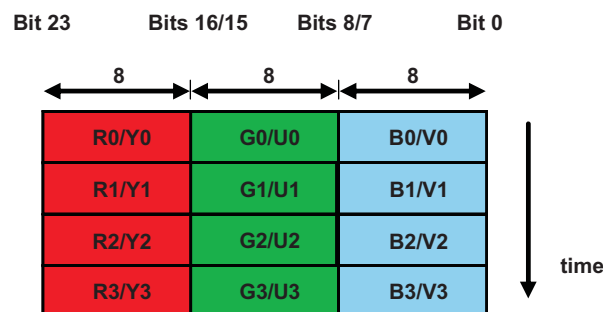 Bit 23 Bits 16/15 Bits 8/7 Bit 0
8 8 8
R0/Y0 G0/U0 B0/V0
R1/Y1 G1/U1 B1/V1
R2/Y2 G2/U2 B2/V2
time
R3/Y3 G3/U3 B3/V3